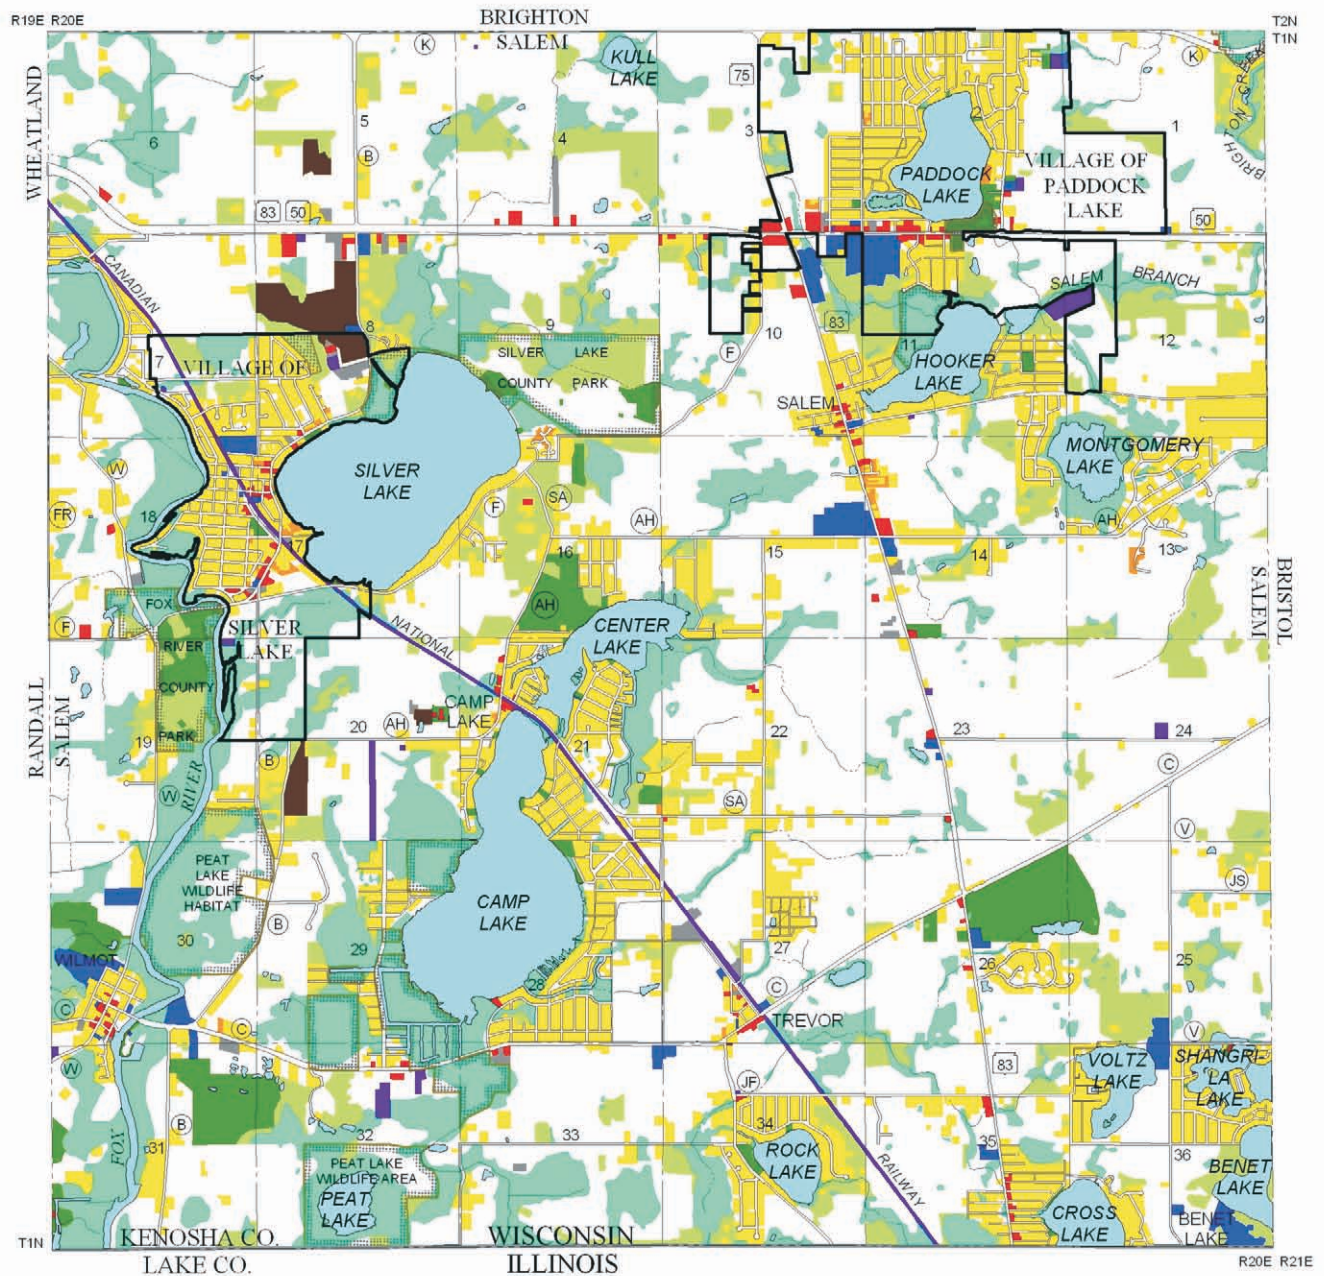 R19E R20E
BRIGHTON
SALEM
T2N
T1N
WHEATLAND
K
KULL
LAKE
75
K
BRIGHTON CREEK
6
5
4
3
2
1
B
PADDOCK
LAKE
VILLAGE OF
PADDOCK
LAKE
83 50
50
CANADIAN
SALEM BRANCH
7
8
9
10
83
11
12
VILLAGE OF
SILVER LAKE
COUNTY PARK
F
HOOKER
LAKE
SALEM
MONTGOMERY
LAKE
SILVER
LAKE
W
FR
18
17
F
SA
AH
AH
16
15
14
13
BRISTOL
SALEM
FOX
RIVER
COUNTY
PARK
F
SILVER
LAKE
NATIONAL
AH
CENTER
LAKE
RANDALL
SALEM
CAMP
LAKE
AH
19
20
21
22
23
24
B
C
W
RIVER
SA
V
PEAT
LAKE
WILDLIFE
HABITAT
JS
CAMP
LAKE
B
30
29
28
27
26
25
WILMOT
C
C
C
TREVOR
V
W
83
VOLTZ
LAKE
SHANGRI-
LA
LAKE
JF
B
FOX
31
32
33
34
35
36
PEAT LAKE
WILDLIFE AREA
PEAT
LAKE
ROCK
LAKE
RAILWAY
BENET
LAKE
CROSS
LAKE
BENET
LAKE
T1N
KENOSHA CO.
LAKE CO.
WISCONSIN
ILLINOIS
R20E R21E